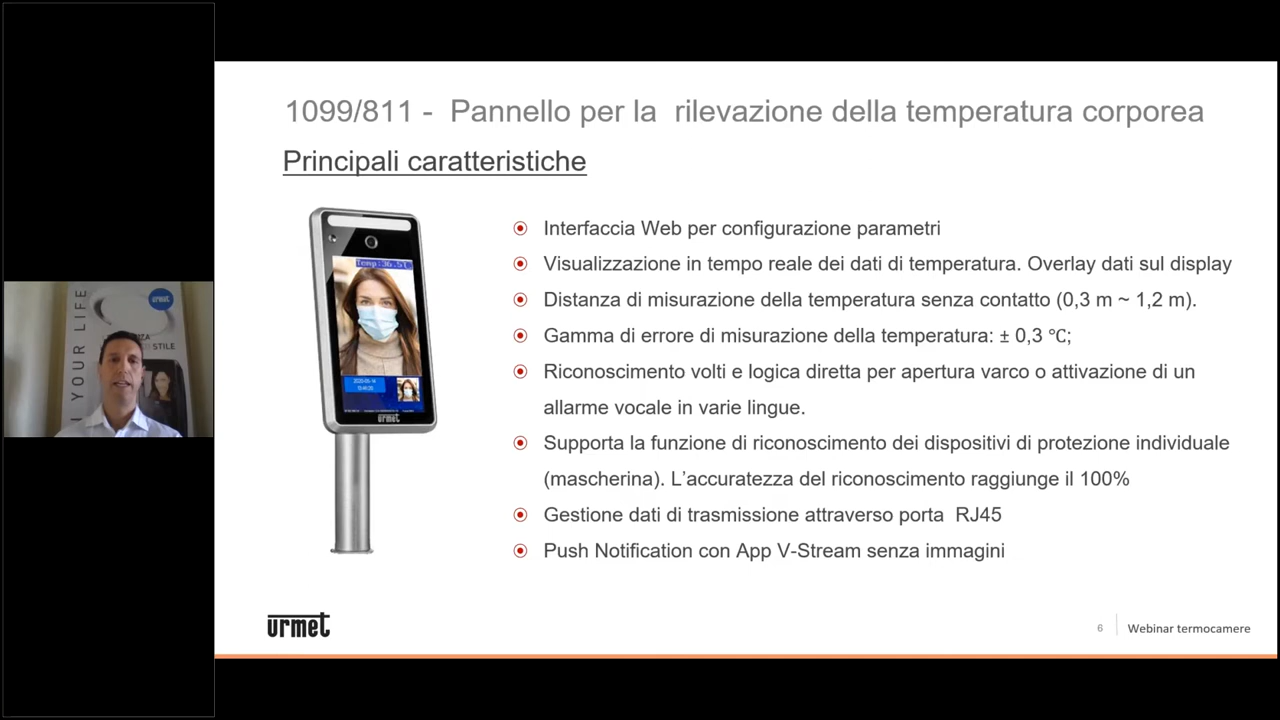 1099/811 - Pannello per la rilevazione della temperatura corporea
Principali caratteristiche
Interfaccia Web per configurazione parametri
Visualizzazione in tempo reale dei dati di temperatura. Overlay dati sul display
Distanza di misurazione della temperatura senza contatto (0,3 m ~ 1,2 m).
Gamma di errore di misurazione della temperatura: ± 0,3 ℃;
Riconoscimento volti e logica diretta per apertura varco o attivazione di un
allarme vocale in varie lingue.
Supporta la funzione di riconoscimento dei dispositivi di protezione individuale
(mascherina). L’accuratezza del riconoscimento raggiunge il 100%
Gestione dati di trasmissione attraverso porta RJ45
Push Notification con App V-Stream senza immagini
urmet
YOUR LIFE
STILE
urmet
urmet
6
Webinar termocamere